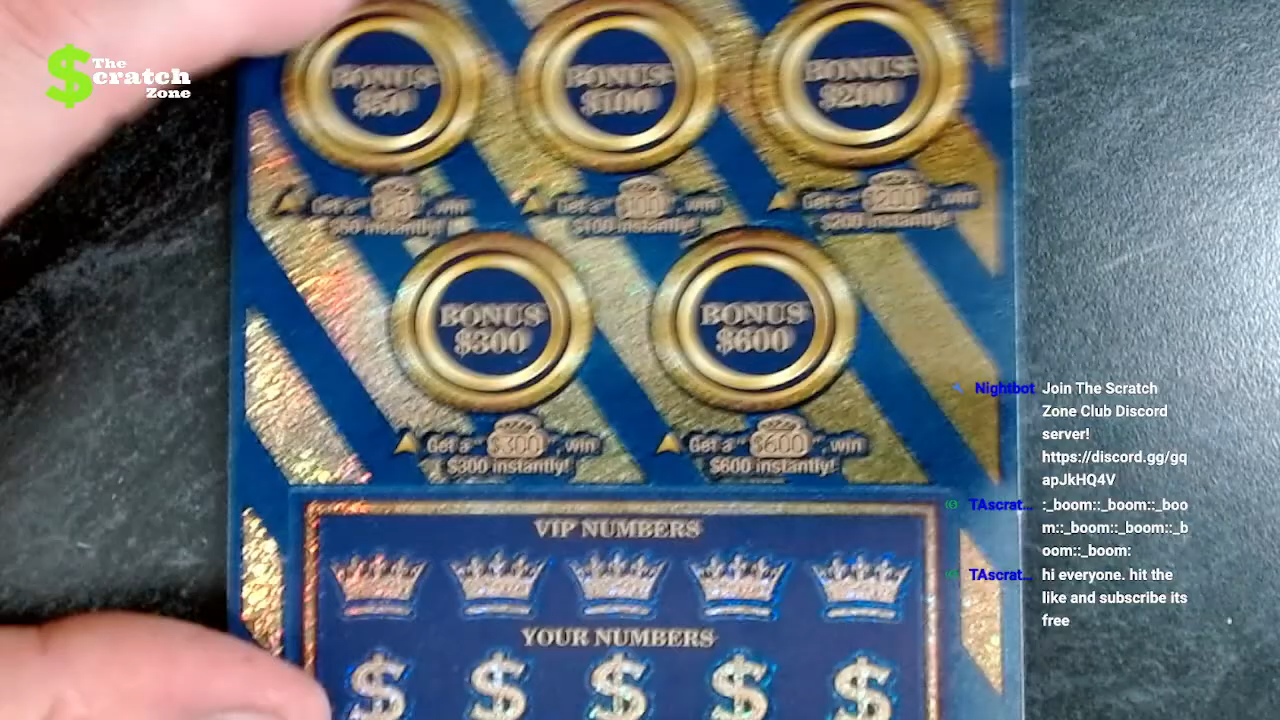 The
$cratch
Zone
BONUS
$50
BONUS
$100
BONUS
$200
Get a "$50", win
$50 instantly!
Get a "$100", win
$100 instantly!
Get a "$200", win
$200 instantly!
BONUS
$300
BONUS
$600
Get a "$300", win
$300 instantly!
Get a "$600", win
$600 instantly!
VIP NUMBERS
YOUR NUMBERS
$ $ $ $ $
Nightbot Join The Scratch
Zone Club Discord
server!
https://discord.gg/gq
apJkHQ4V
TAscrat... :_boom::_boom::_boo
m::_boom::_boom::_b
oom::_boom:
TAscrat... hi everyone. hit the
like and subscribe its
free